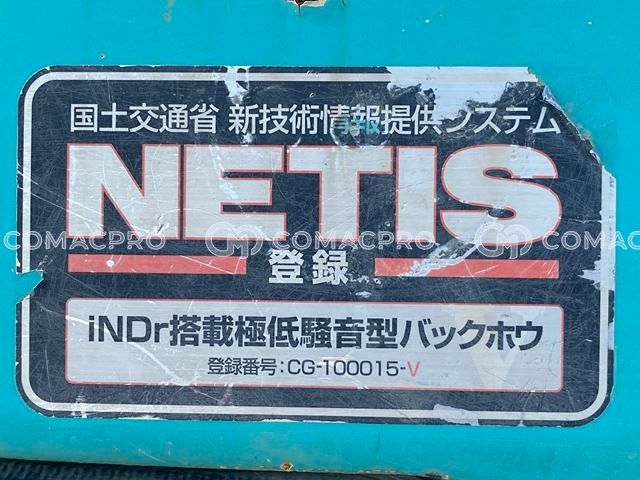 国土交通省 新技術情報提供システム
NETIS
COMACPRO COMACPRO COMACPRO
登録
iNDr搭載極低騒音型バックホウ
登録番号:CG-100015-V